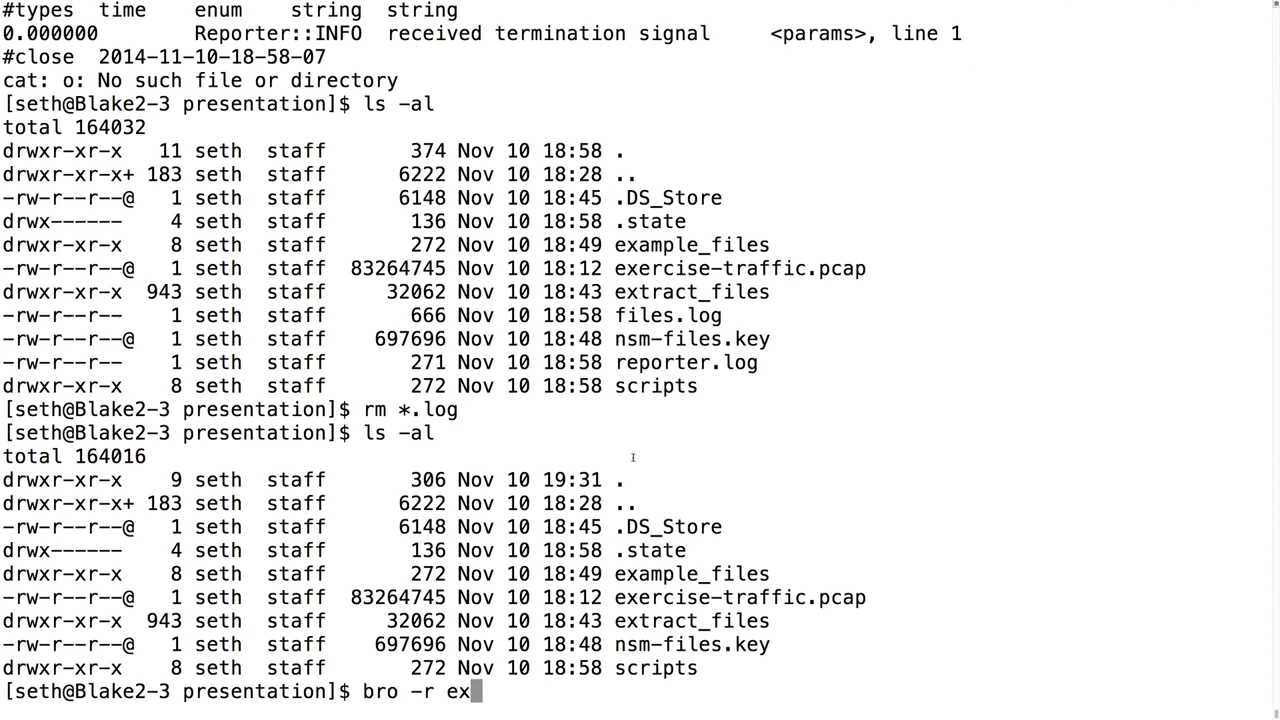 #types  time    enum    string  string
0.000000        Reporter::INFO  received termination signal     <params>, line 1
#close  2014-11-10-18-58-07
cat: o: No such file or directory
[seth@Blake2-3 presentation]$ ls -al
total 164032
drwxr-xr-x   11 seth  staff       374 Nov 10 18:58 .
drwxr-xr-x+ 183 seth  staff      6222 Nov 10 18:28 ..
-rw-r--r--@   1 seth  staff      6148 Nov 10 18:45 .DS_Store
drwx------    4 seth  staff       136 Nov 10 18:58 .state
drwxr-xr-x    8 seth  staff       272 Nov 10 18:49 example_files
-rw-r--r--@   1 seth  staff  83264745 Nov 10 18:12 exercise-traffic.pcap
drwxr-xr-x  943 seth  staff     32062 Nov 10 18:43 extract_files
-rw-r--r--    1 seth  staff       666 Nov 10 18:58 files.log
-rw-r--r--@   1 seth  staff    697696 Nov 10 18:48 nsm-files.key
-rw-r--r--    1 seth  staff       271 Nov 10 18:58 reporter.log
drwxr-xr-x    8 seth  staff       272 Nov 10 18:58 scripts
[seth@Blake2-3 presentation]$ rm *.log
[seth@Blake2-3 presentation]$ ls -al
total 164016
drwxr-xr-x    9 seth  staff       306 Nov 10 19:31 .
drwxr-xr-x+ 183 seth  staff      6222 Nov 10 18:28 ..
-rw-r--r--@   1 seth  staff      6148 Nov 10 18:45 .DS_Store
drwx------    4 seth  staff       136 Nov 10 18:58 .state
drwxr-xr-x    8 seth  staff       272 Nov 10 18:49 example_files
-rw-r--r--@   1 seth  staff  83264745 Nov 10 18:12 exercise-traffic.pcap
drwxr-xr-x  943 seth  staff     32062 Nov 10 18:43 extract_files
-rw-r--r--@   1 seth  staff    697696 Nov 10 18:48 nsm-files.key
drwxr-xr-x    8 seth  staff       272 Nov 10 18:58 scripts
[seth@Blake2-3 presentation]$ bro -r ex